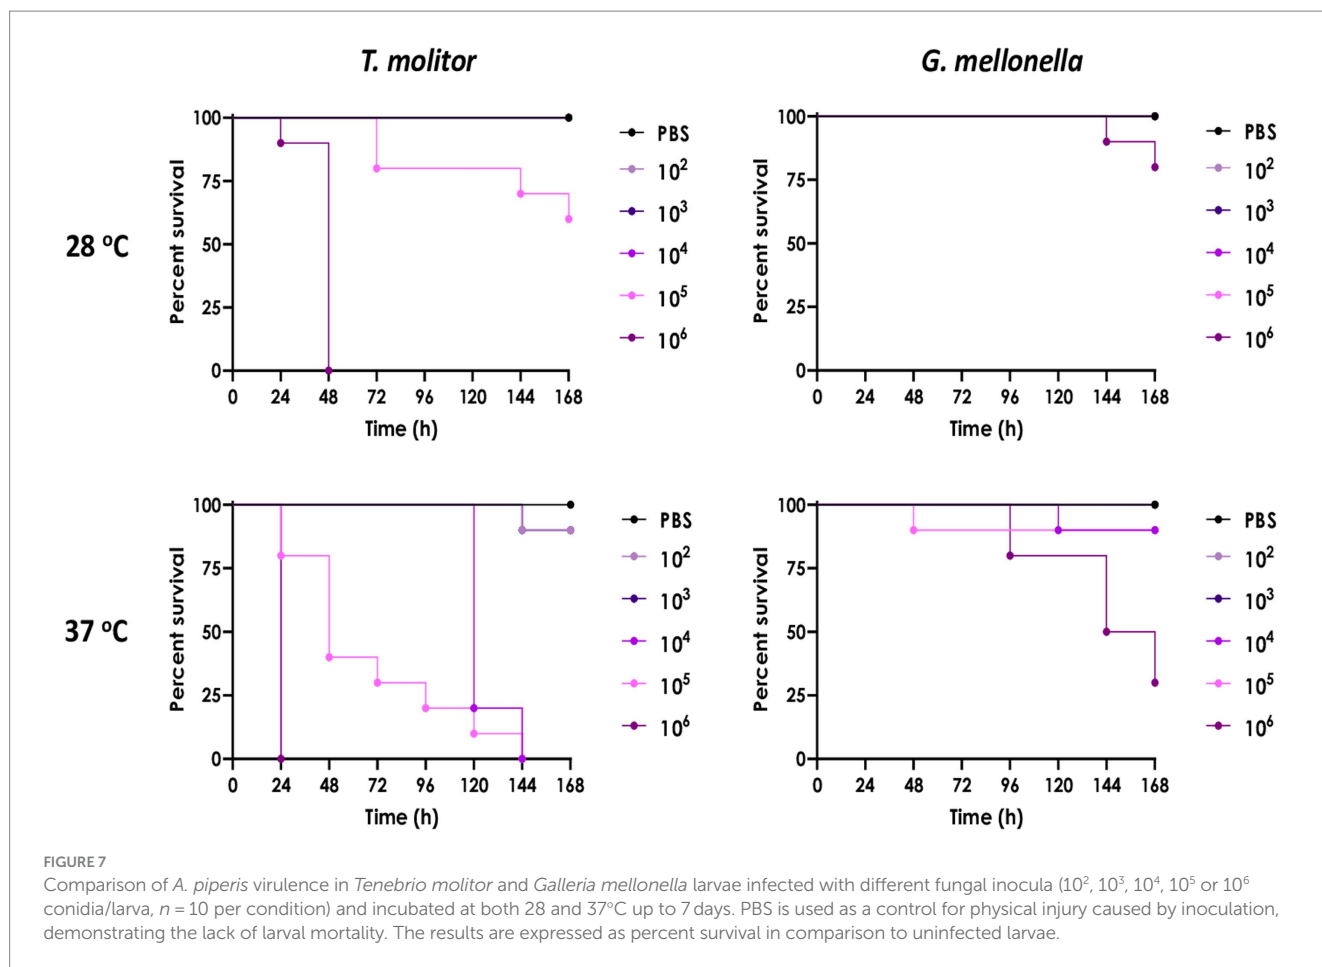 T. molitor
G. mellonella
28 °C
Percent survival
100
75
50
25
0
0 24 48 72 96 120 144 168
Time (h)
PBS
10²
10³
10⁴
10⁵
10⁶
Percent survival
100
75
50
25
0
0 24 48 72 96 120 144 168
Time (h)
PBS
10²
10³
10⁴
10⁵
10⁶
37 °C
Percent survival
100
75
50
25
0
0 24 48 72 96 120 144 168
Time (h)
PBS
10²
10³
10⁴
10⁵
10⁶
Percent survival
100
75
50
25
0
0 24 48 72 96 120 144 168
Time (h)
PBS
10²
10³
10⁴
10⁵
10⁶
FIGURE 7
Comparison of A. piperis virulence in Tenebrio molitor and Galleria mellonella larvae infected with different fungal inocula (10², 10³, 10⁴, 10⁵ or 10⁶
conidia/larva, n = 10 per condition) and incubated at both 28 and 37°C up to 7 days. PBS is used as a control for physical injury caused by inoculation,
demonstrating the lack of larval mortality. The results are expressed as percent survival in comparison to uninfected larvae.